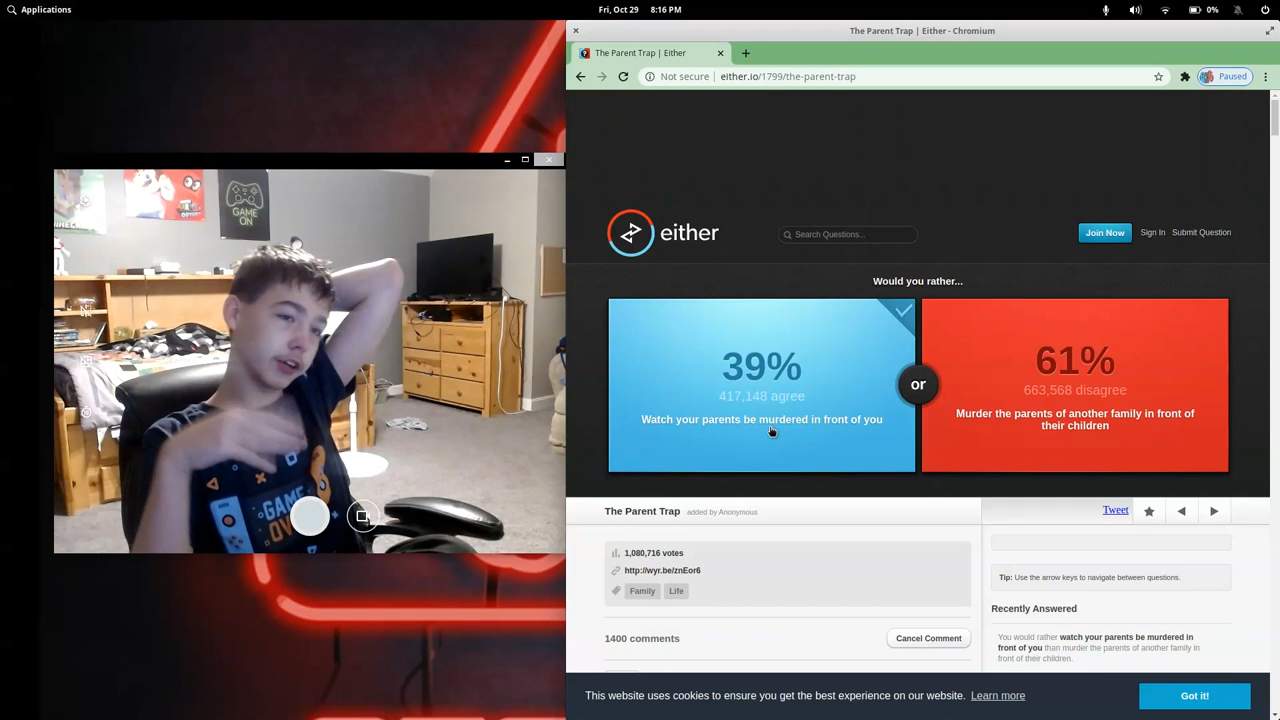 Applications
Fri, Oct 29 8:16 PM
0%
The Parent Trap | Either - Chromium
The Parent Trap | Either
Not secure | either.io/1799/the-parent-trap
Paused
GAME
ON
either
Search Questions...
Join Now
Sign In
Submit Question
Would you rather...
39%
417,148 agree
Watch your parents be murdered in front of you
or
61%
663,568 disagree
Murder the parents of another family in front of
their children
GAME
The Parent Trap added by Anonymous
Tweet
1,080,716 votes
http://wyr.be/znEor6
Family
Life
Tip: Use the arrow keys to navigate between questions.
Recently Answered
You would rather watch your parents be murdered in
front of you than murder the parents of another family in
front of their children.
1400 comments
Cancel Comment
This website uses cookies to ensure you get the best experience on our website. Learn more
Got it!